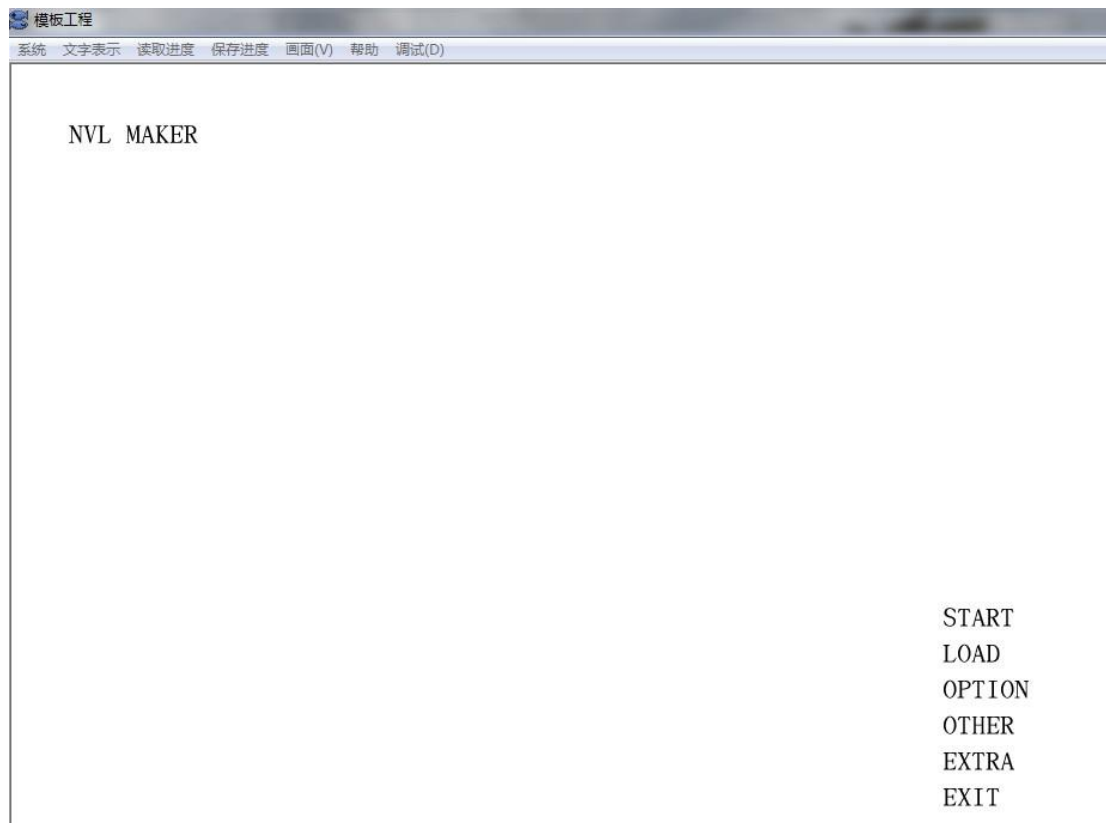 模板工程
系统 文字表示 读取进度 保存进度 画面(V) 帮助 调试(D)
NVL MAKER
START
LOAD
OPTION
OTHER
EXTRA
EXIT